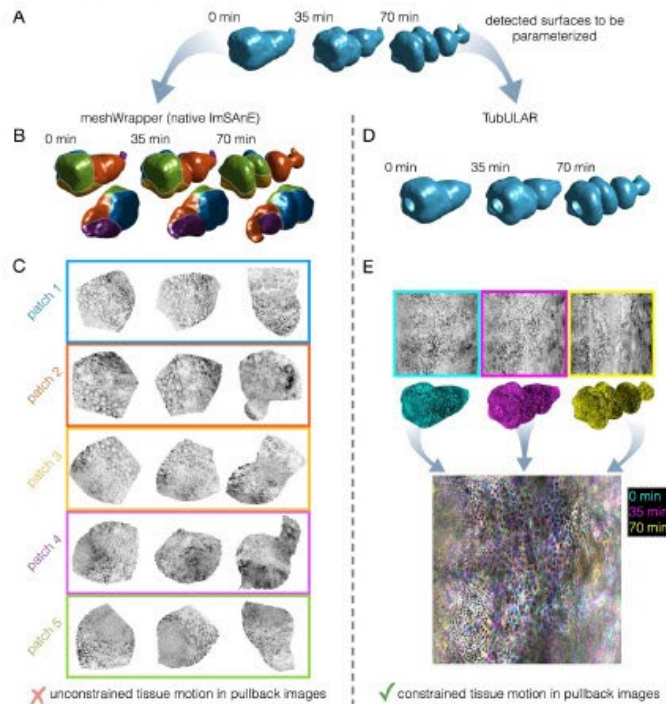 A
0 min
35 min
70 min
detected surfaces to be
parameterized
meshWrapper (native ImSAnE)
TubULAR
B
0 min
35 min
70 min
D
0 min
35 min
70 min
C
patch 1
patch 2
patch 3
patch 4
patch 5
E
0 min
35 min
70 min
✗ unconstrained tissue motion in pullback images
✓ constrained tissue motion in pullback images